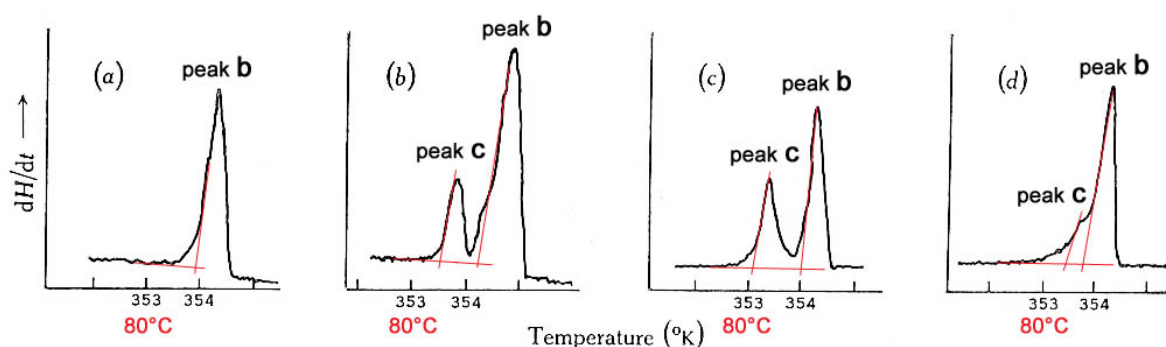 (a)
peak b
(b)
peak b
peak c
(c)
peak b
peak c
(d)
peak b
peak c
dH/dt →
353 354
80°C
353 354
80°C
353 354
80°C
353 354
80°C
Temperature (°K)